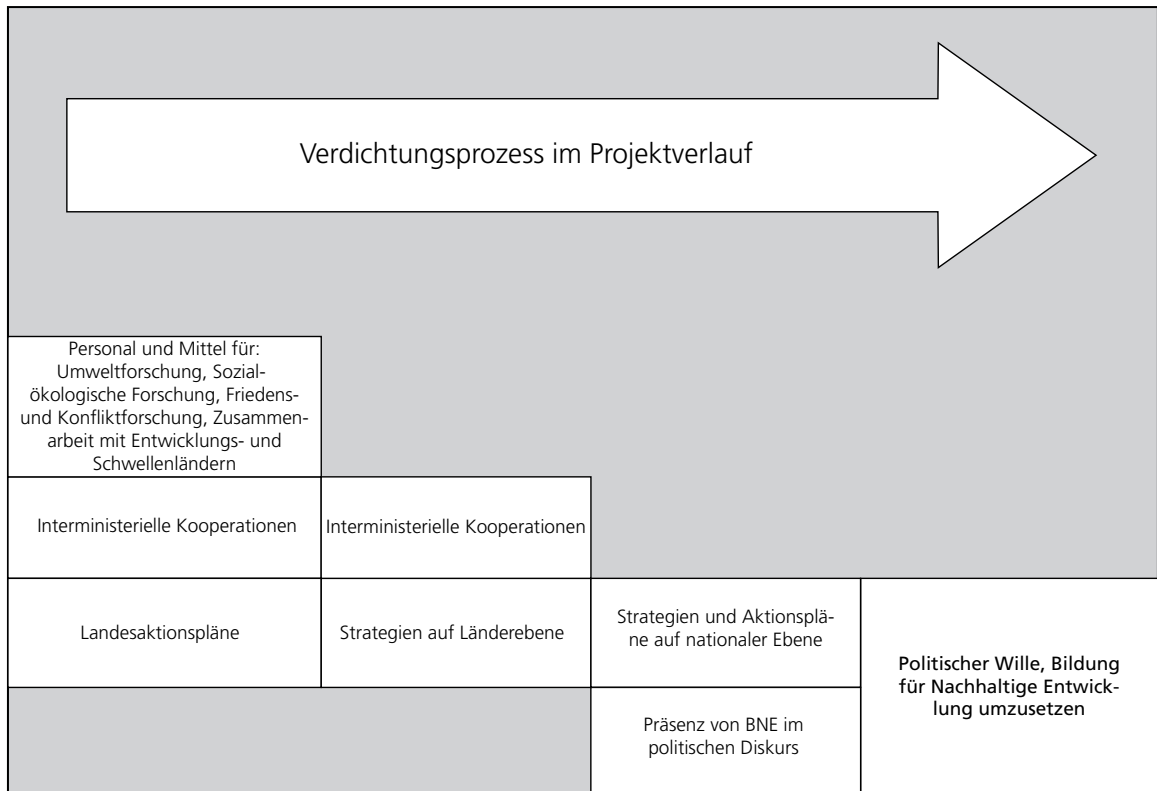 Verdichtungsprozess im Projektverlauf
Personal und Mittel für:
Umweltforschung, Sozial-
ökologische Forschung, Friedens-
und Konfliktforschung, Zusammen-
arbeit mit Entwicklungs- und
Schwellenländern
Interministerielle Kooperationen
Interministerielle Kooperationen
Landesaktionspläne
Strategien auf Länderebene
Strategien und Aktionsplä-
ne auf nationaler Ebene
Politischer Wille, Bildung
für Nachhaltige Entwick-
lung umzusetzen
Präsenz von BNE im
politischen Diskurs